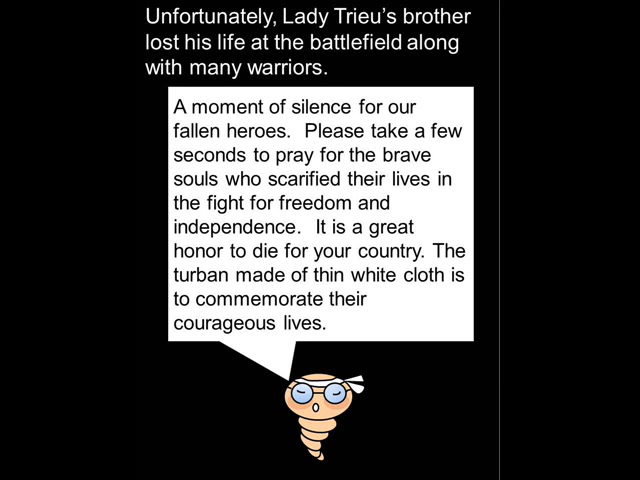 Unfortunately, Lady Trieu's brother
lost his life at the battlefield along
with many warriors.
A moment of silence for our
fallen heroes.  Please take a few
seconds to pray for the brave
souls who scarified their lives in
the fight for freedom and
independence.  It is a great
honor to die for your country. The
turban made of thin white cloth is
to commemorate their
courageous lives.